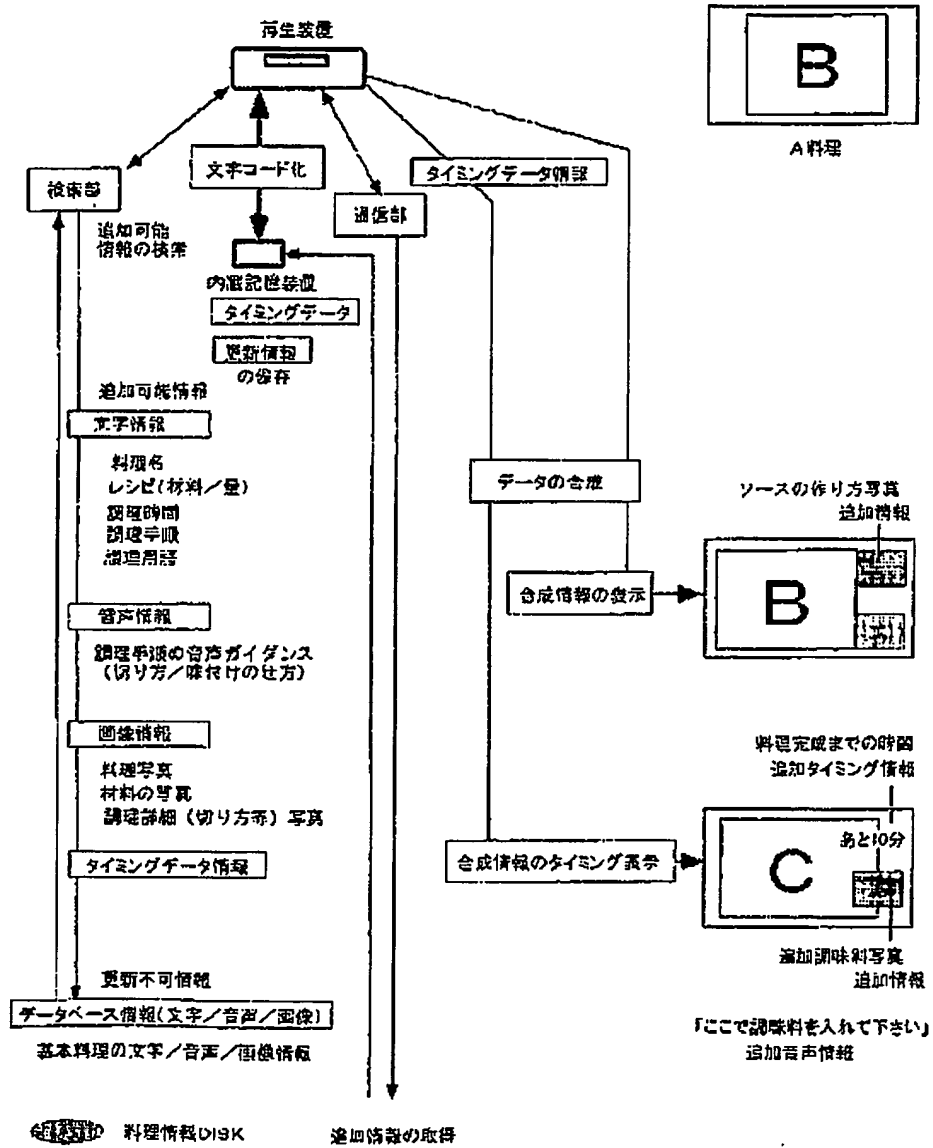 再生装置
B
A料理
文字コード化
タイミングデータ情報
検索部
通信部
追加可能
情報の検索
内蔵記憶装置
タイミングデータ
更新情報
の保存
追加可能情報
文字情報
料理名
レシピ(材料/量)
調理時間
調理手順
調理用語
データの合成
ソースの作り方写真
追加情報
合成情報の表示
B
音声情報
調理手順の音声ガイダンス
(切り方/味付けの仕方)
画像情報
料理写真
材料の写真
調理詳細(切り方等)写真
料理完成までの時間
追加タイミング情報
あと10分
C
タイミングデータ情報
合成情報のタイミング表示
追加調味料写真
追加情報
更新不可情報
データベース情報(文字/音声/画像)
基本料理の文字/音声/画像情報
「ここで調味料を入れて下さい」
追加音声情報
料理情報DISK
追加情報の取得